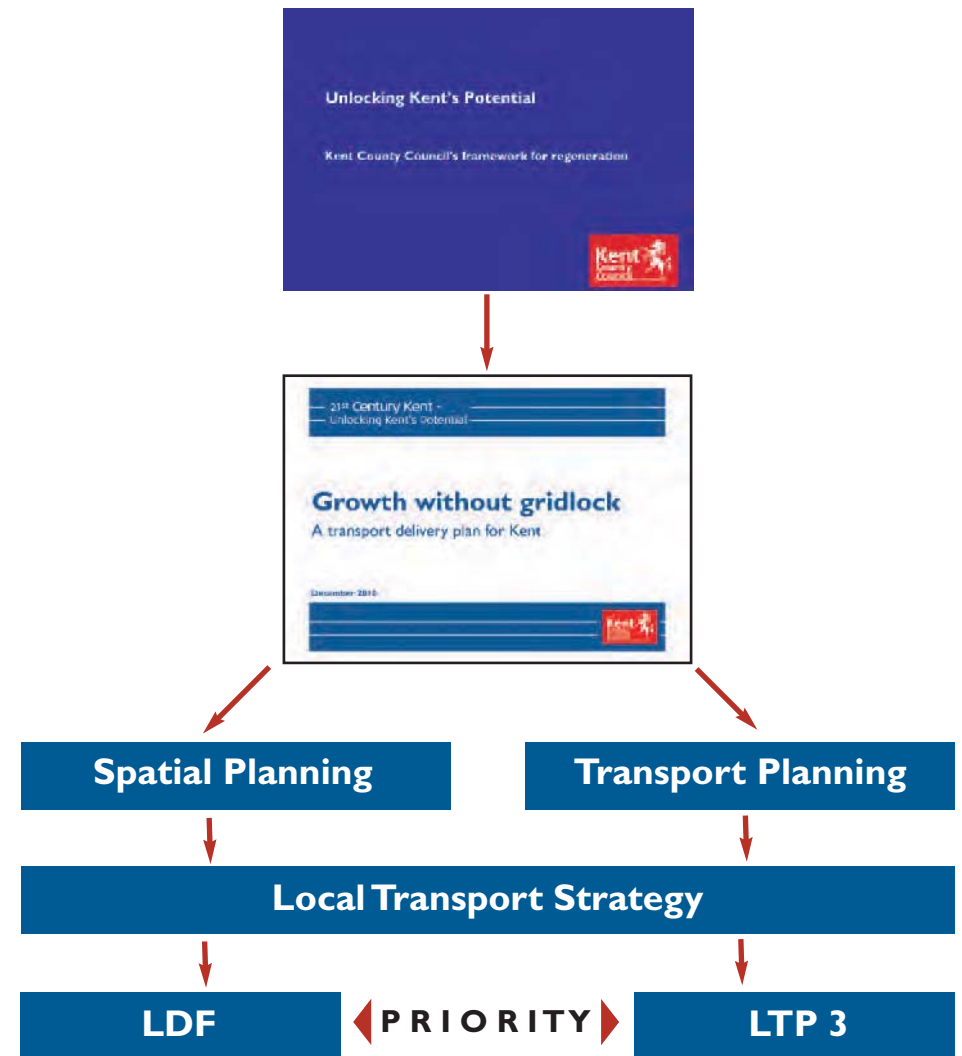 Unlocking Kent's Potential
Kent County Council's framework for regeneration
Kent
County
Council
21st Century Kent -
Unlocking Kent's Potential
Growth without gridlock
A transport delivery plan for Kent
December 2010
Kent
Spatial Planning
Transport Planning
Local Transport Strategy
LDF
PRIORITY
LTP 3